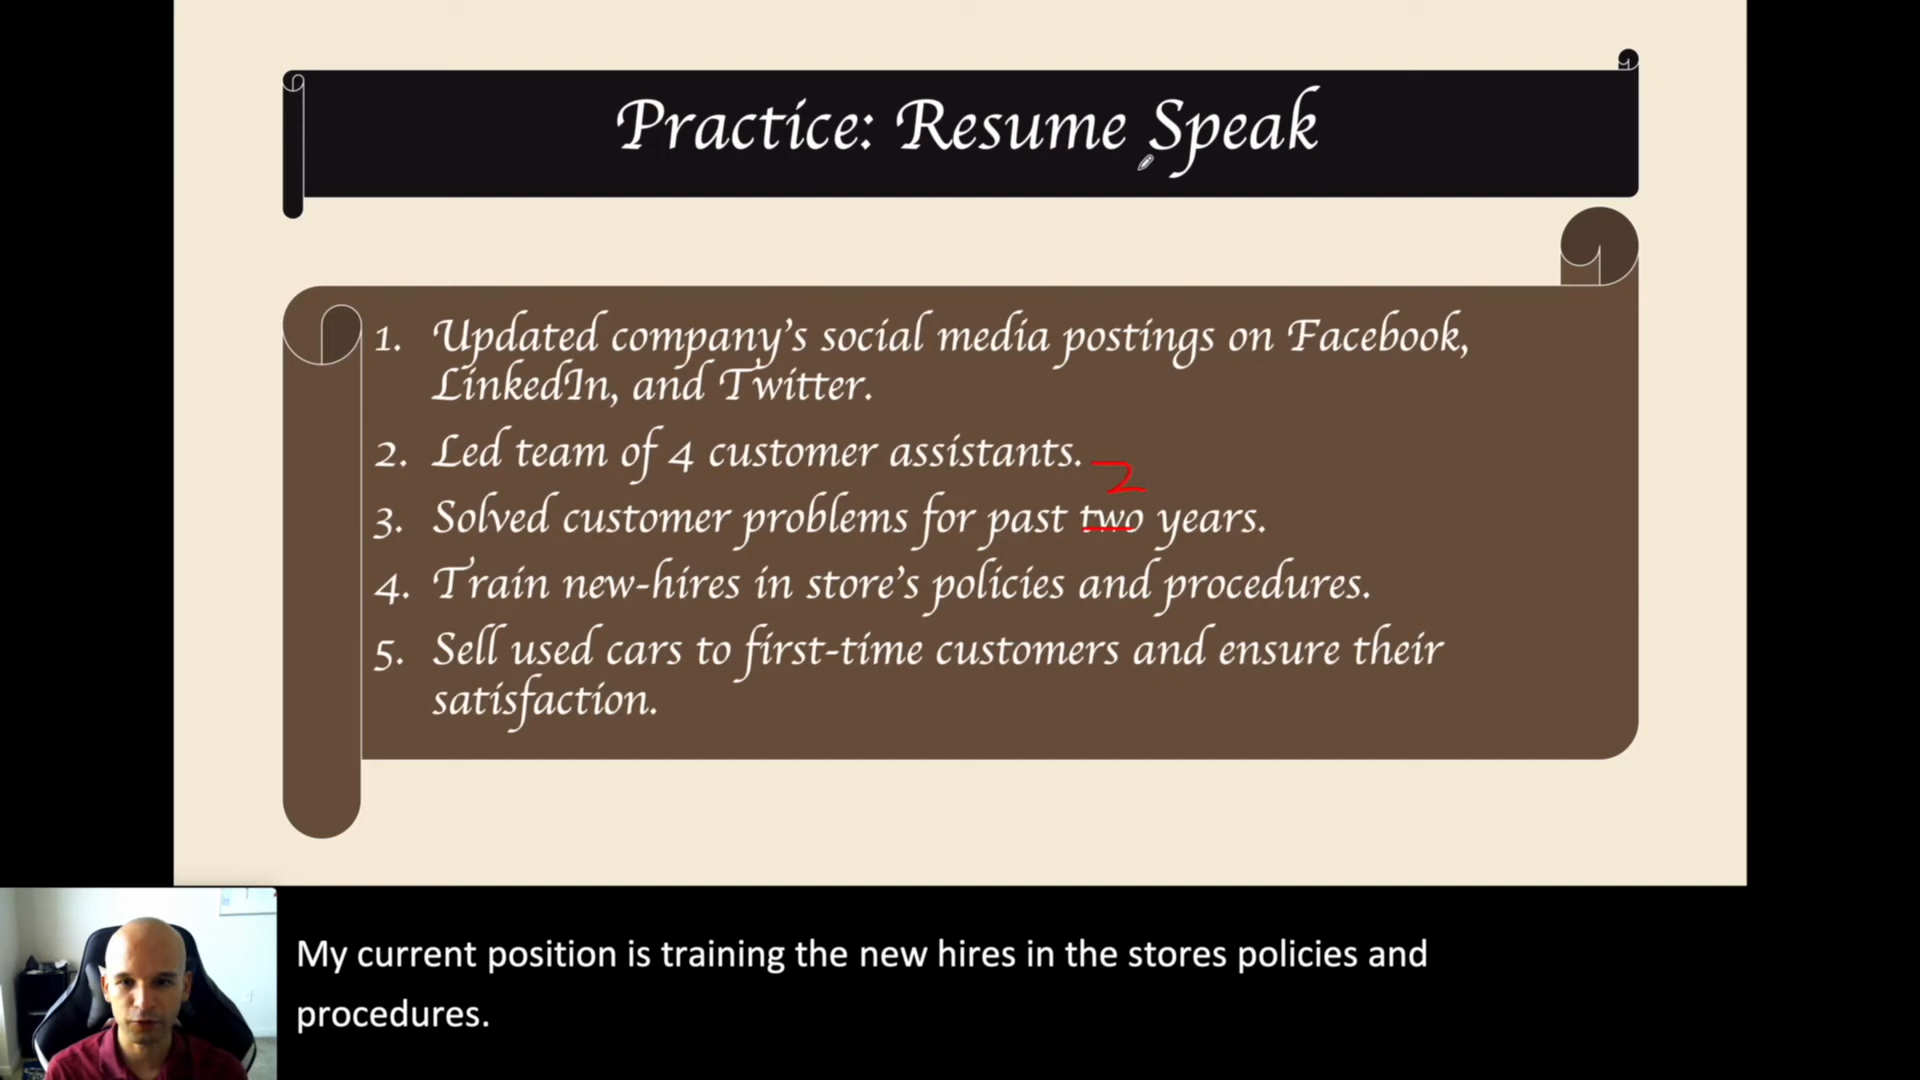 Practice: Resume Speak
1. Updated company's social media postings on Facebook,
LinkedIn, and Twitter.
2. Led team of 4 customer assistants.
2
3. Solved customer problems for past two years.
4. Train new-hires in store's policies and procedures.
5. Sell used cars to first-time customers and ensure their
satisfaction.
My current position is training the new hires in the stores policies and
procedures.